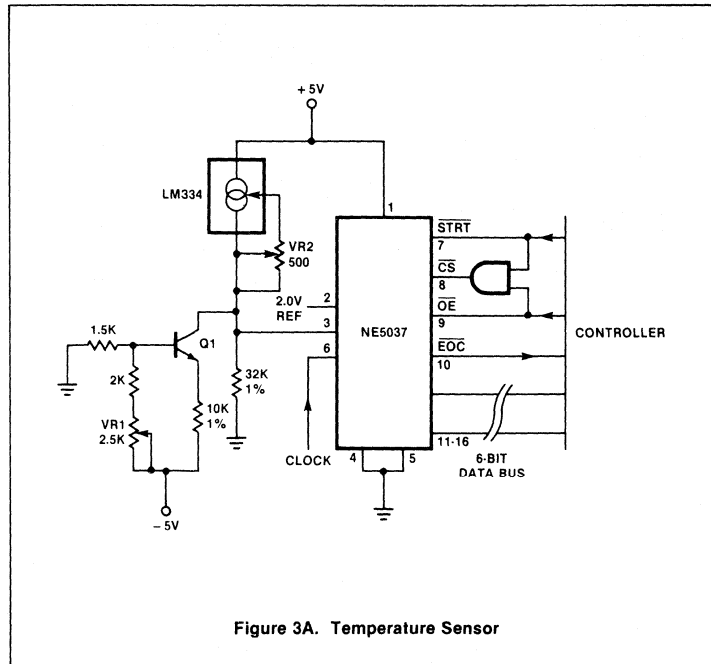 +5V
LM334
1
VR2
500
STRT
7
CS
8
2.0V
REF
2
3
6
NE5037
OE
9
CONTROLLER
EOC
10
1.5K
Q1
2K
32K
1%
VR1
2.5K
10K
1%
CLOCK
4
5
11-16
6-BIT
DATA BUS
-5V
Figure 3A. Temperature Sensor